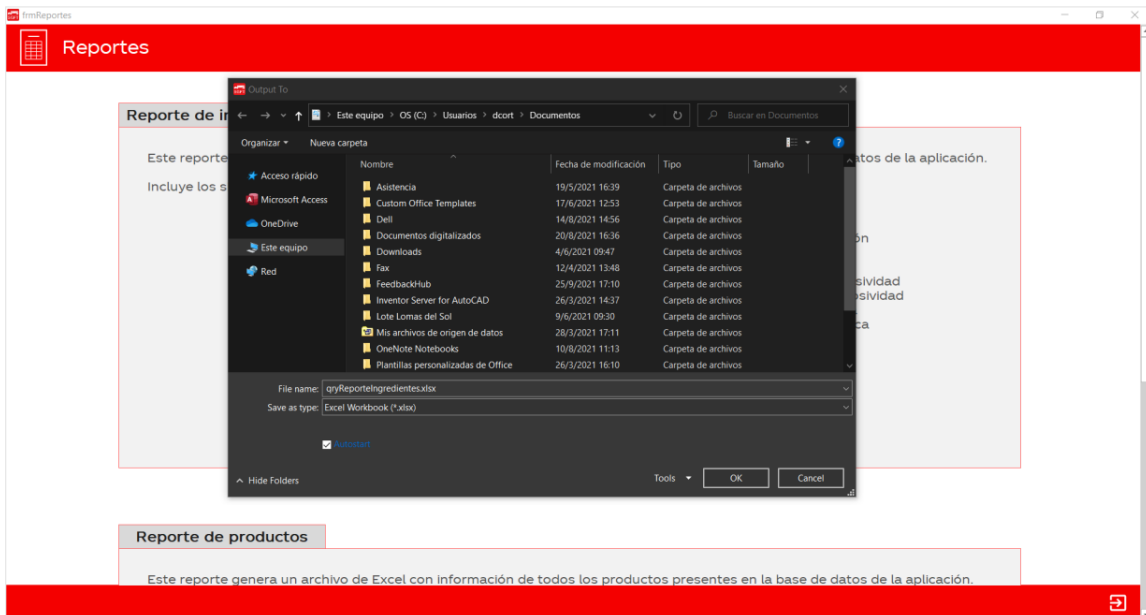 frmReportes
Reportes
Output To
Este equipo > OS (C:) > Usuarios > dcort > Documentos
Buscar en Documentos
Organizar
Nueva carpeta
Nombre
Fecha de modificación
Tipo
Tamaño
Acceso rápido
Microsoft Access
OneDrive
Este equipo
Red
Asistencia 19/5/2021 16:39 Carpeta de archivos
Custom Office Templates 17/6/2021 12:53 Carpeta de archivos
Dell 14/8/2021 14:56 Carpeta de archivos
Documentos digitalizados 20/8/2021 16:36 Carpeta de archivos
Downloads 4/6/2021 09:47 Carpeta de archivos
Fax 12/4/2021 13:48 Carpeta de archivos
FeedbackHub 25/9/2021 17:10 Carpeta de archivos
Inventor Server for AutoCAD 26/3/2021 14:37 Carpeta de archivos
Lote Lomas del Sol 9/6/2021 09:30 Carpeta de archivos
Mis archivos de origen de datos 28/3/2021 17:11 Carpeta de archivos
OneNote Notebooks 10/8/2021 11:13 Carpeta de archivos
Plantillas personalizadas de Office 26/3/2021 16:10 Carpeta de archivos
File name: qryReporteIngredientes.xlsx
Save as type: Excel Workbook (*.xlsx)
Autostart
Hide Folders
Tools
OK
Cancel
Reporte de
Este reporte
atos de la aplicación.
Incluye los s
ón
sividad
osividad
ca
Reporte de productos
Este reporte genera un archivo de Excel con información de todos los productos presentes en la base de datos de la aplicación.